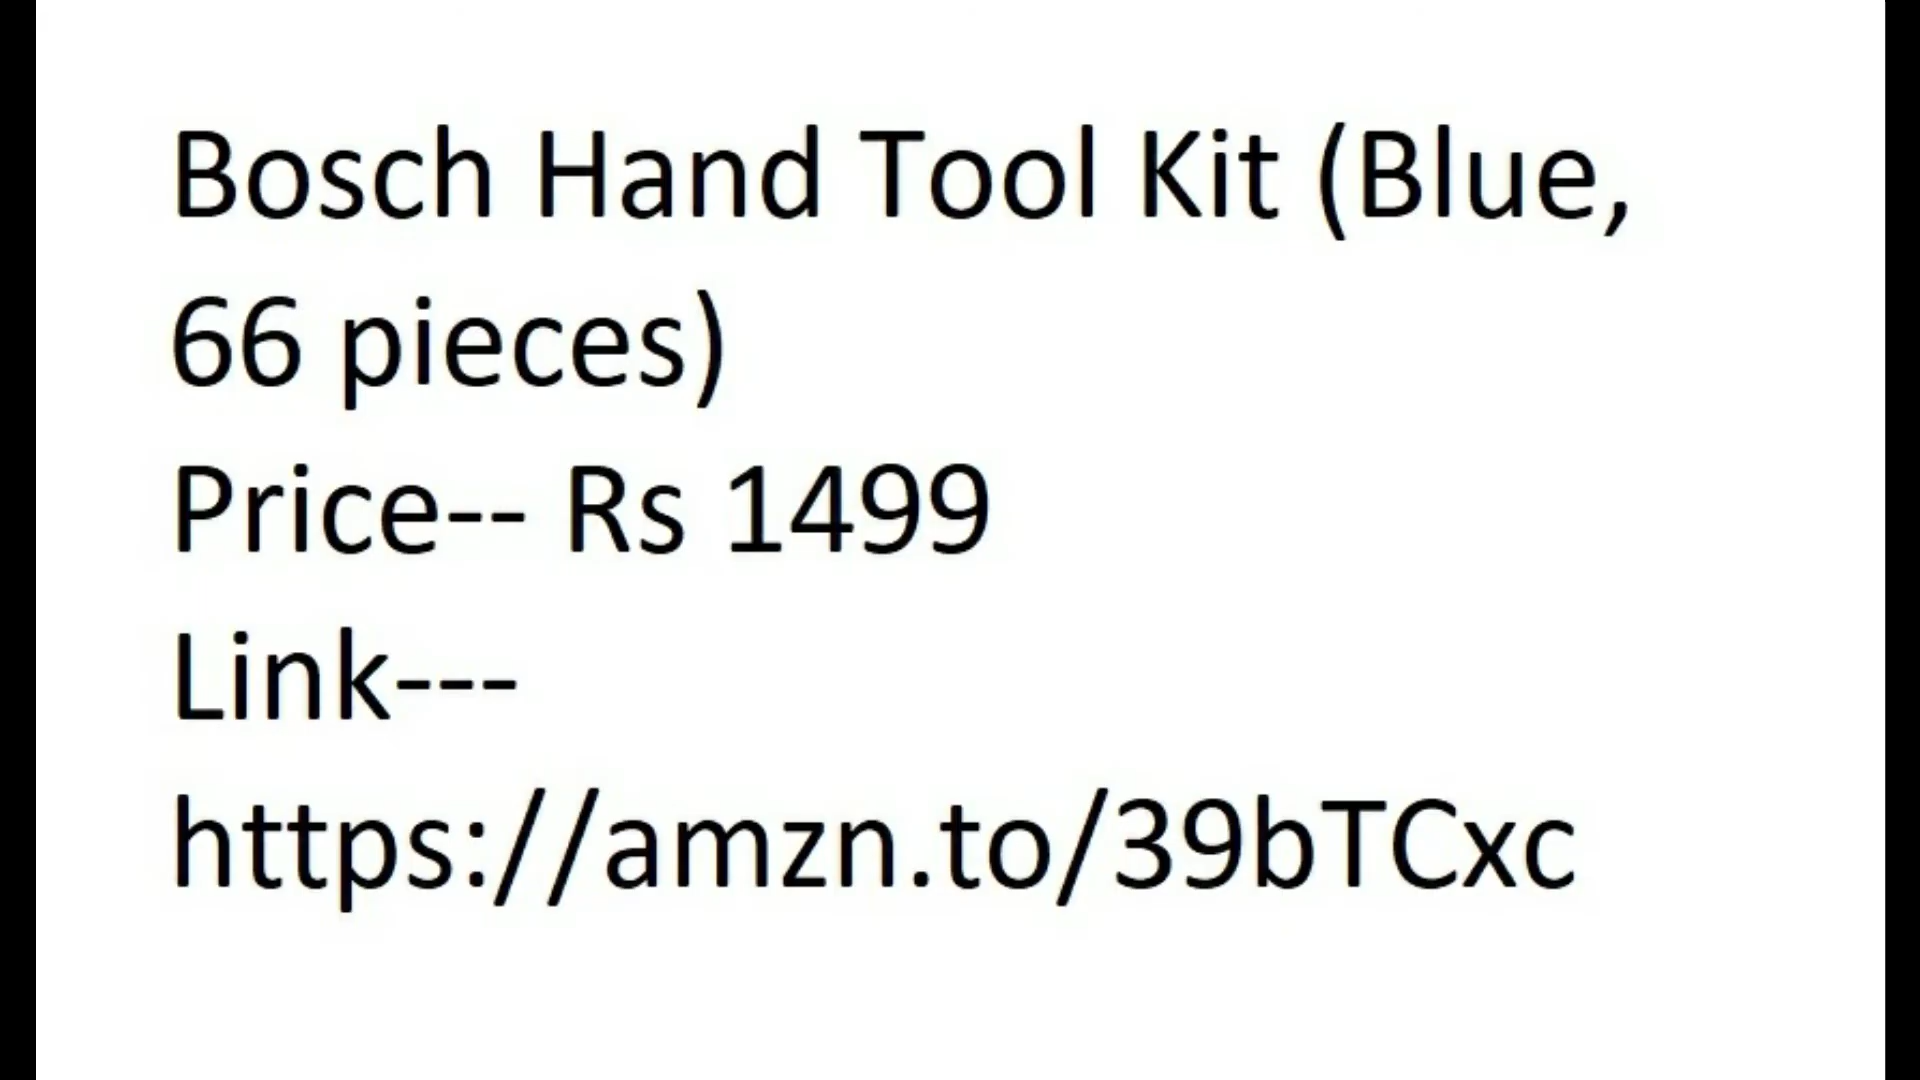 Bosch Hand Tool Kit (Blue,
66 pieces)
Price-- Rs 1499
Link---
https://amzn.to/39bTCxc